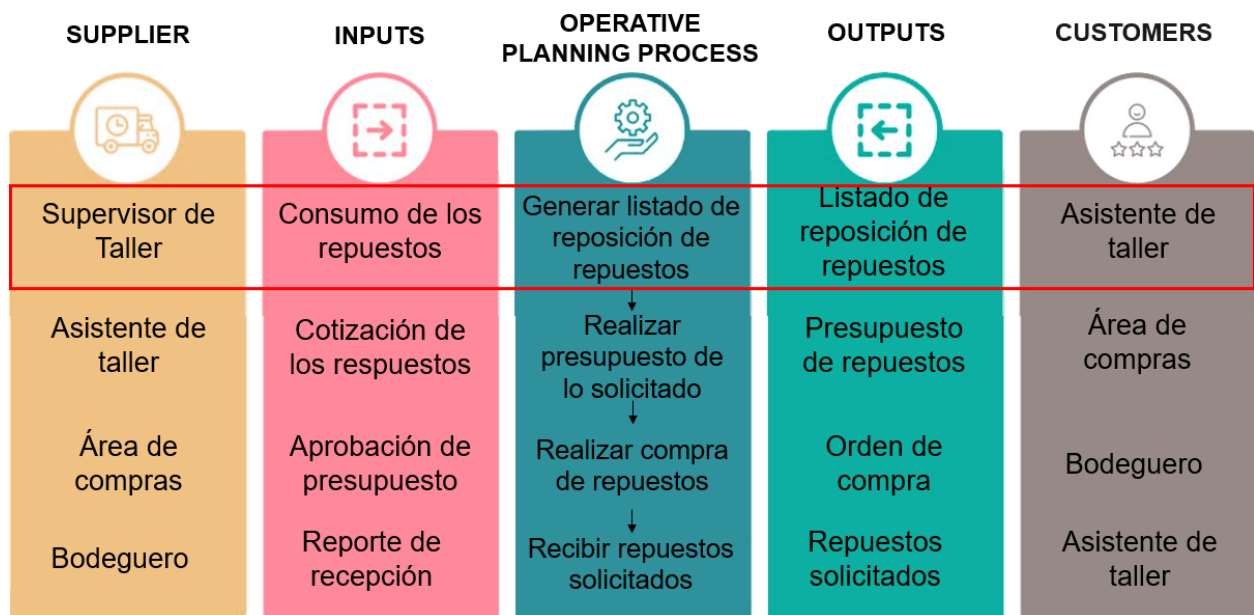 SUPPLIER
INPUTS
OPERATIVE
PLANNING PROCESS
OUTPUTS
CUSTOMERS
Supervisor de
Taller
Consumo de los
repuestos
Generar listado de
reposición de
repuestos
Listado de
reposición de
repuestos
Asistente de
taller
Asistente de
taller
Cotización de
los respuestos
Realizar
presupuesto de
lo solicitado
Presupuesto
de repuestos
Área de
compras
Área de
compras
Aprobación de
presupuesto
Realizar compra
de repuestos
Orden de
compra
Bodeguero
Bodeguero
Reporte de
recepción
Recibir repuestos
solicitados
Repuestos
solicitados
Asistente de
taller